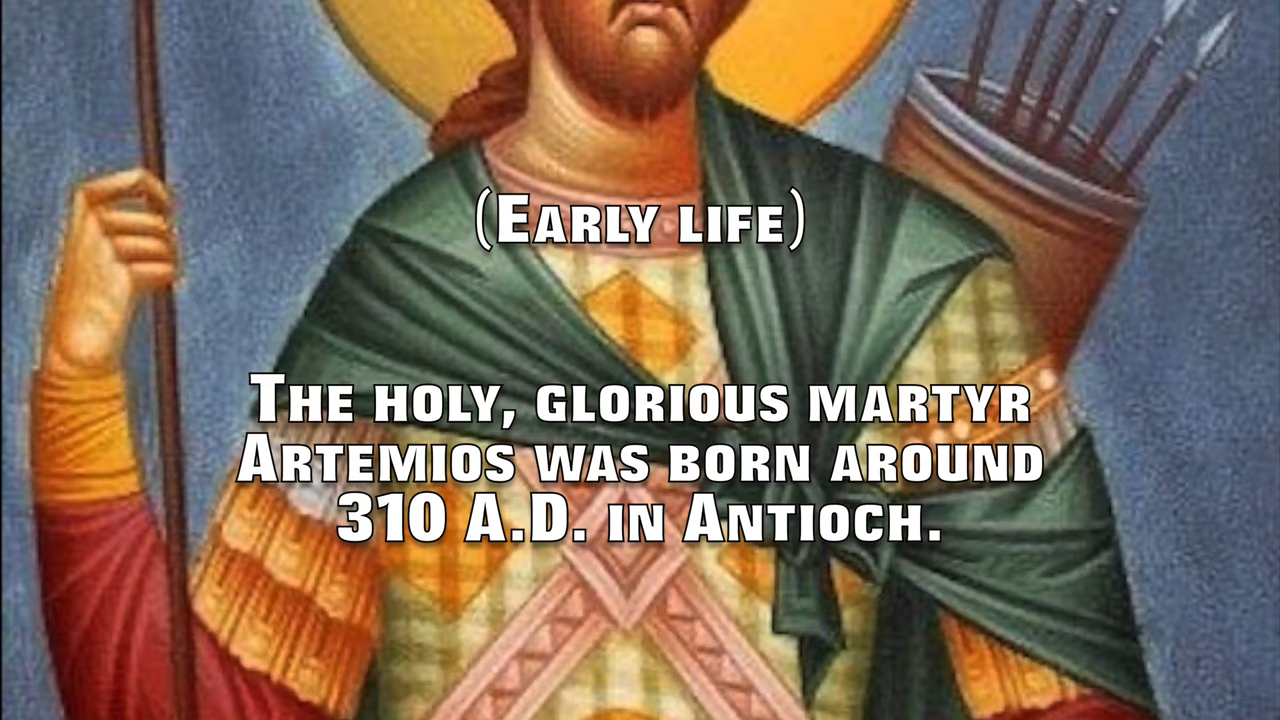 (Early life)
The holy, glorious martyr
Artemios was born around
310 A.D. in Antioch.